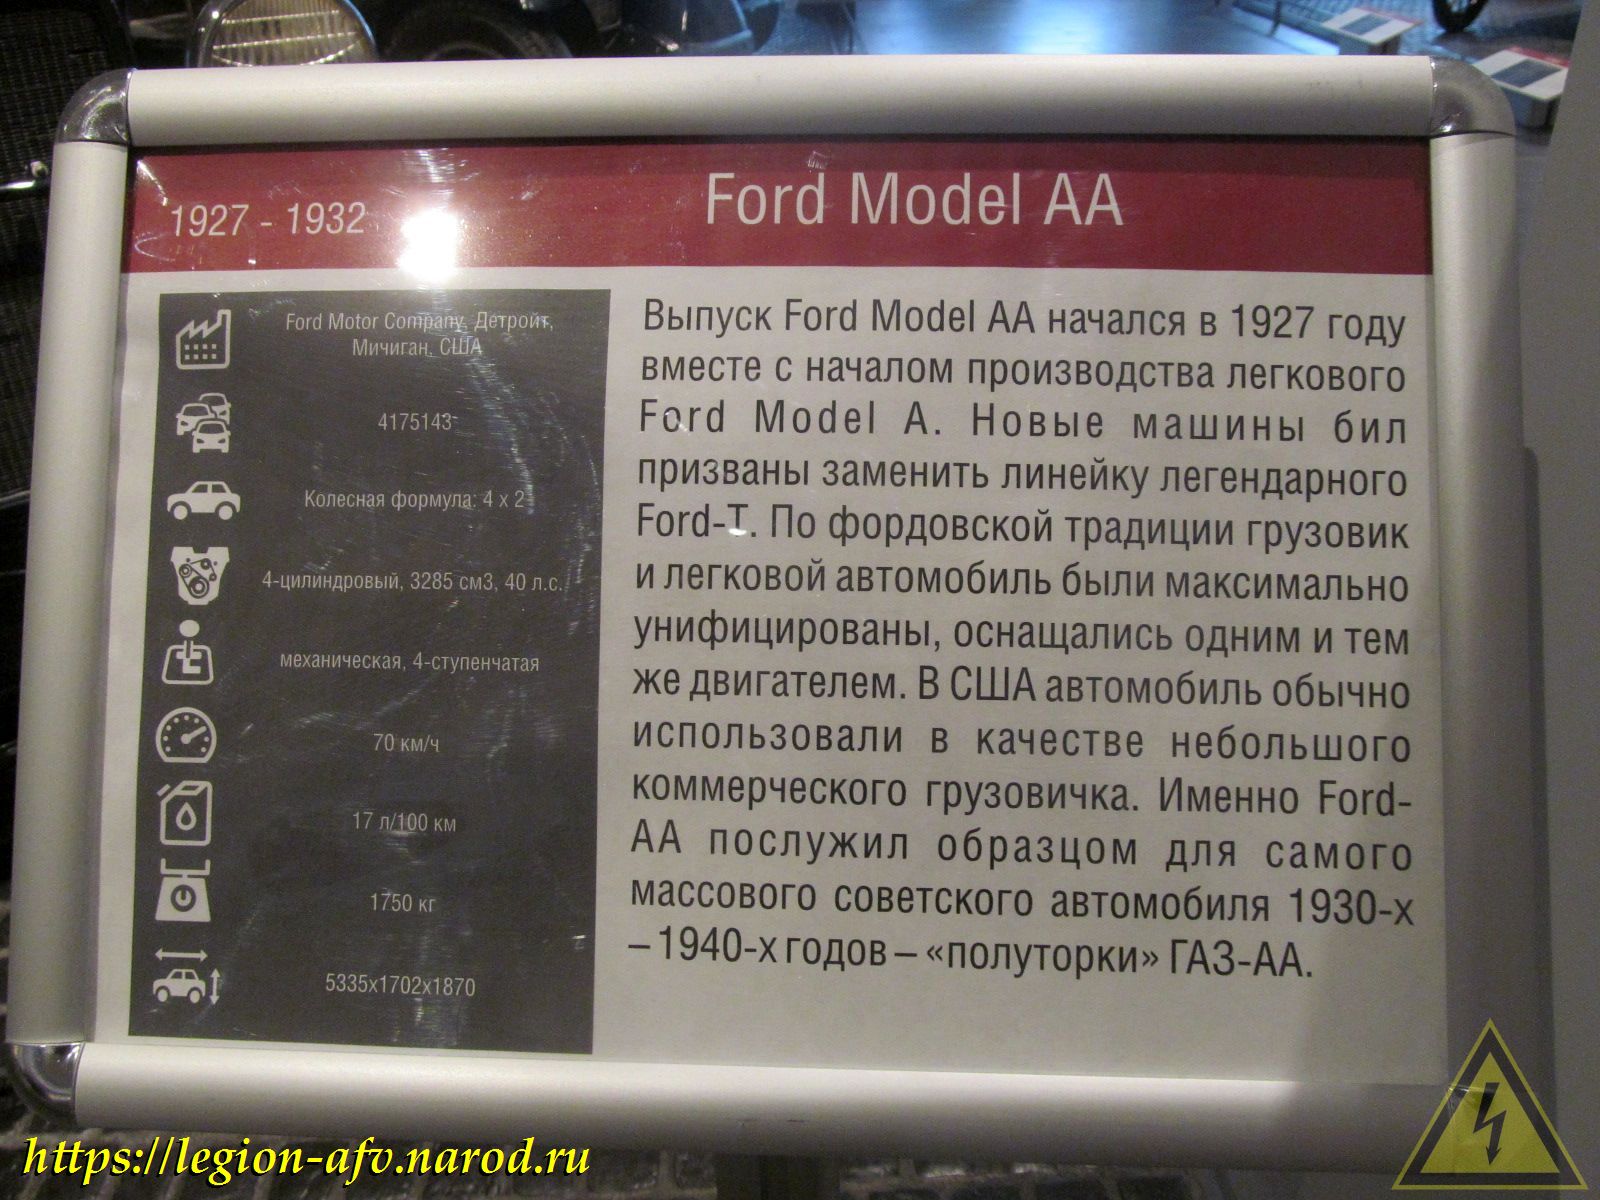 Ford Model AA
1927 - 1932
Ford Motor Company, Детройт,
Мичиган, США
4175143
Колесная формула: 4 x 2
4-цилиндровый, 3285 см3, 40 л.с.
механическая, 4-ступенчатая
70 км/ч
17 л/100 км
1750 кг
5335x1702x1870
Выпуск Ford Model AA начался в 1927 году
вместе с началом производства легкового
Ford Model A. Новые машины бил
призваны заменить линейку легендарного
Ford-T. По фордовской традиции грузовик
и легковой автомобиль были максимально
унифицированы, оснащались одним и тем
же двигателем. В США автомобиль обычно
использовали в качестве небольшого
коммерческого грузовичка. Именно Ford-
AA послужил образцом для самого
массового советского автомобиля 1930-х
– 1940-х годов – «полуторки» ГАЗ-АА.
https://legion-afv.narod.ru